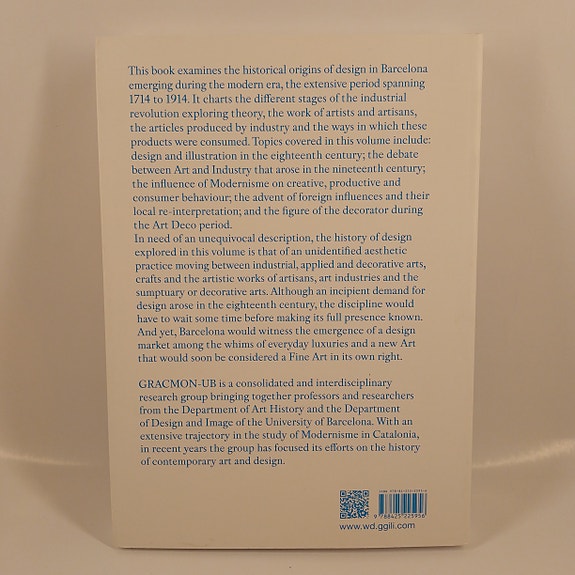 This book examines the historical origins of design in Barcelona
emerging during the modern era, the extensive period spanning
1714 to 1914. It charts the different stages of the industrial
revolution exploring theory, the work of artists and artisans,
the articles produced by industry and the ways in which these
products were consumed. Topics covered in this volume include:
design and illustration in the eighteenth century; the debate
between Art and Industry that arose in the nineteenth century;
the influence of Modernisme on creative, productive and
consumer behaviour; the advent of foreign influences and their
local re-interpretation; and the figure of the decorator during
the Art Deco period.
In need of an unequivocal description, the history of design
explored in this volume is that of an unidentified aesthetic
practice moving between industrial, applied and decorative arts,
crafts and the artistic works of artisans, art industries and the
sumptuary or decorative arts. Although an incipient demand for
design arose in the eighteenth century, the discipline would
have to wait some time before making its full presence known.
And yet, Barcelona would witness the emergence of a design
market among the whims of everyday luxuries and a new Art
that would soon be considered a Fine Art in its own right.
GRACMON-UB is a consolidated and interdisciplinary
research group bringing together professors and researchers
from the Department of Art History and the Department
of Design and Image of the University of Barcelona. With an
extensive trajectory in the study of Modernisme in Catalonia,
in recent years the group has focused its efforts on the history
of contemporary art and design.
9 788425 225956
www.wd.ggili.com